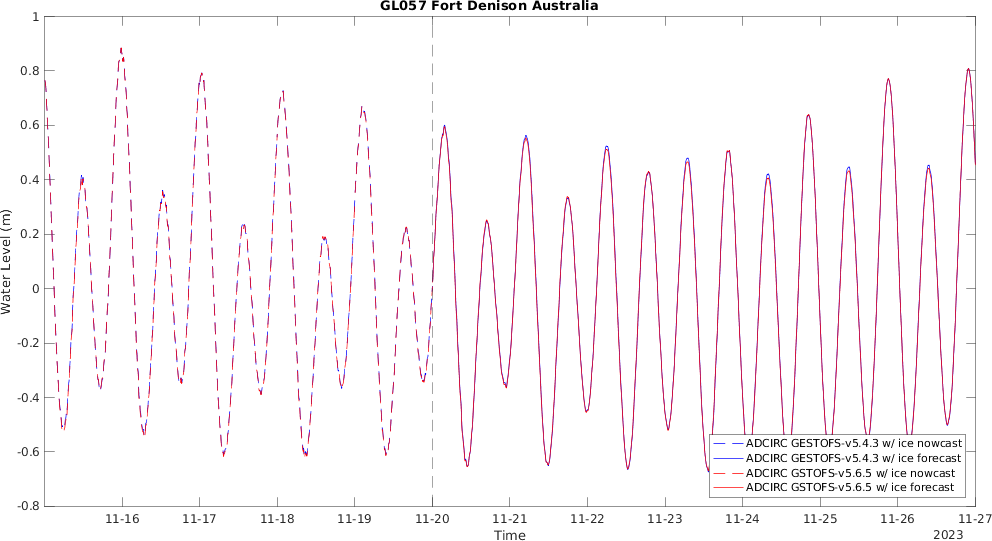 GL057 Fort Denison Australia
1
0.8
0.6
0.4
0.2
0
-0.2
-0.4
-0.6
-0.8
Water Level (m)
ADCIRC GESTOFS-v5.4.3 w/ ice nowcast
ADCIRC GESTOFS-v5.4.3 w/ ice forecast
ADCIRC GSTOFS-v5.6.5 w/ ice nowcast
ADCIRC GSTOFS-v5.6.5 w/ ice forecast
11-16 11-17 11-18 11-19 11-20 11-21 11-22 11-23 11-24 11-25 11-26 11-27
Time
2023